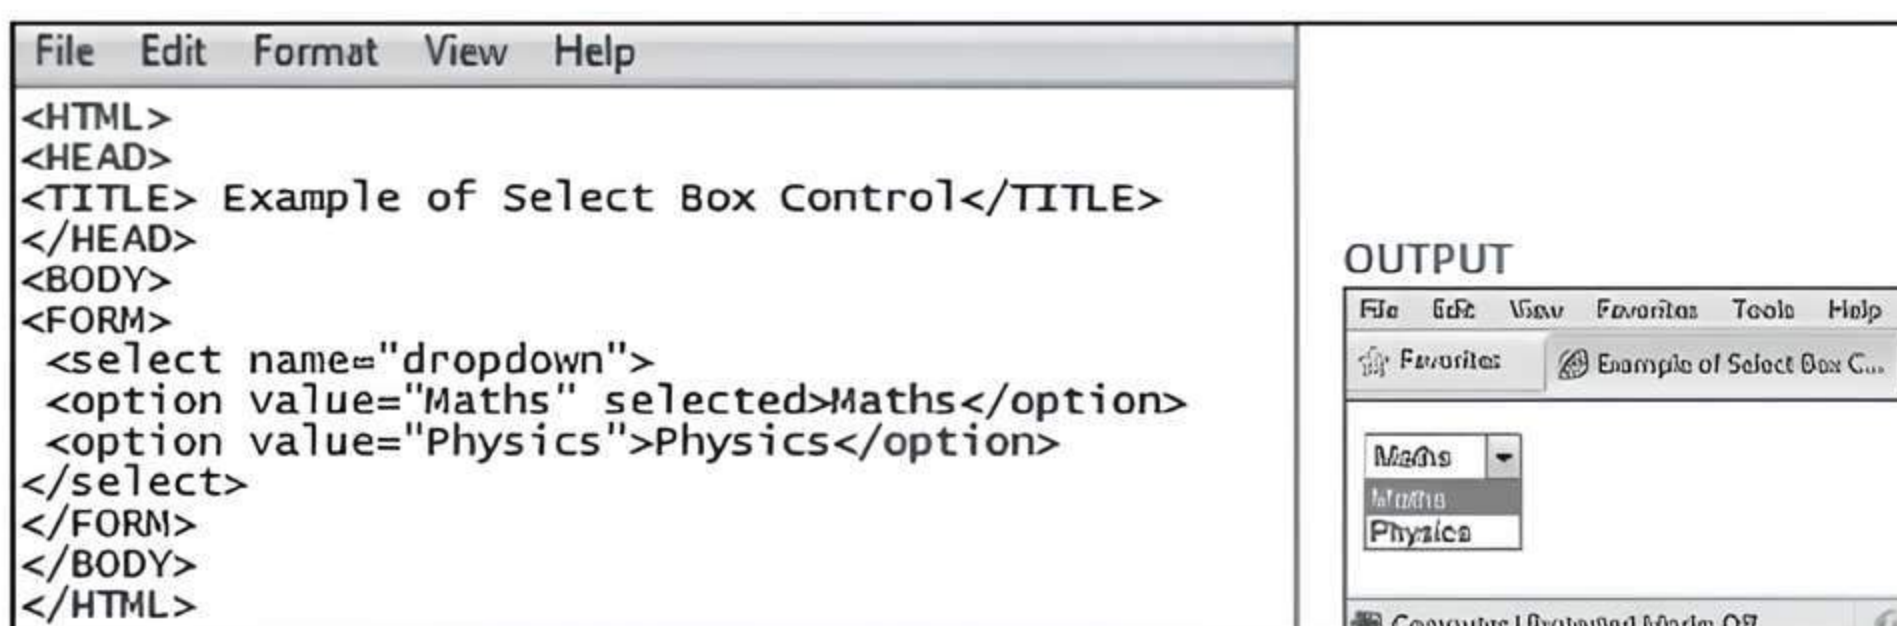 File Edit Format View Help
<HTML>
<HEAD>
<TITLE> Example of Select Box Control</TITLE>
</HEAD>
<BODY>
<FORM>
<select name="dropdown">
<option value="Maths" selected>Maths</option>
<option value="Physics">Physics</option>
</select>
</FORM>
</BODY>
</HTML>
OUTPUT
File Edit View Favorites Tools Help
Favorites Example of Select Box C...
Maths
Maths
Physics